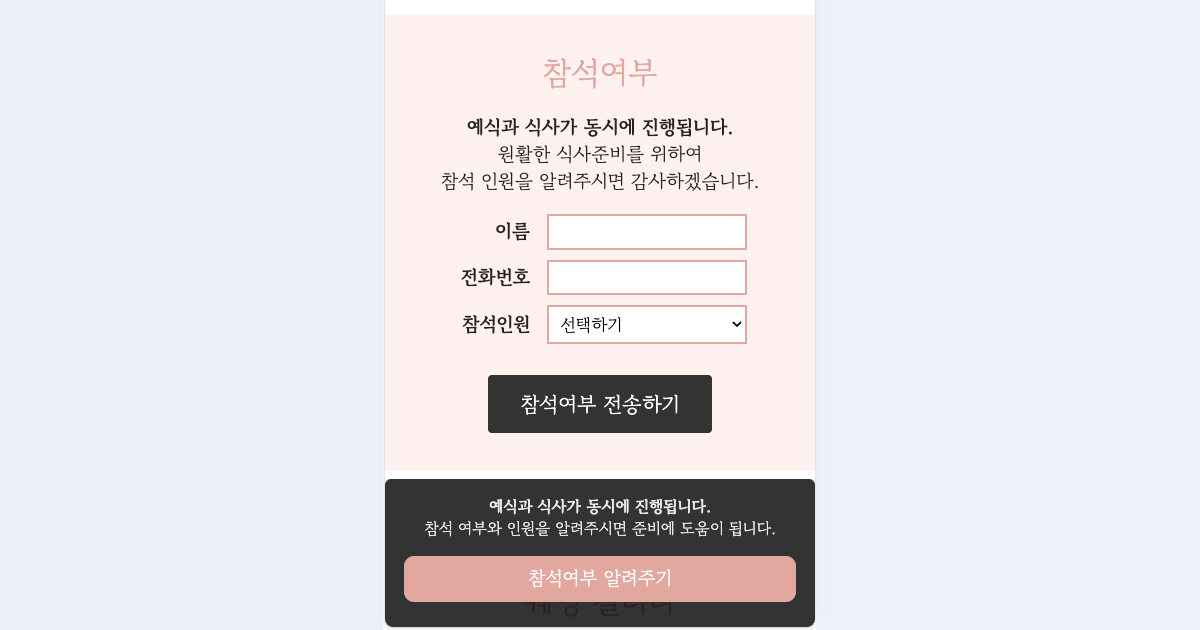 참석여부
예식과 식사가 동시에 진행됩니다.
원활한 식사준비를 위하여
참석 인원을 알려주시면 감사하겠습니다.
이름
전화번호
참석인원 선택하기
참석여부 전송하기
예식과 식사가 동시에 진행됩니다.
참석 여부와 인원을 알려주시면 준비에 도움이 됩니다.
참석여부 알려주기